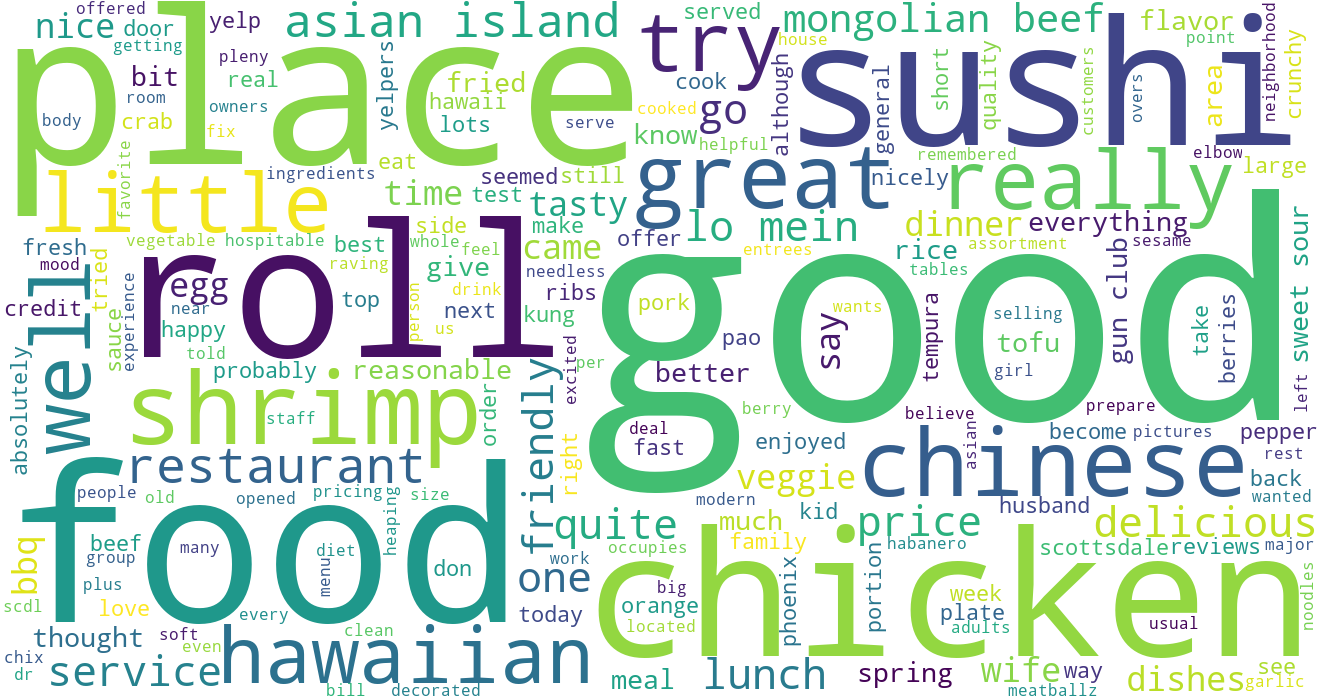 place
sushi
good
roll
food
chicken
great
try
really
little
well
shrimp
chinese
restaurant
hawaiian
service
friendly
quite
one
price
delicious
lunch
dishes
wife
asian island
mongolian beef
flavor
offered
nice
door
yelp
getting
pleny
bit
real
room
owners
body
crab
fix
yelpers
fried
hawaii
lots
serve
served
house
cook
cooked
go
know
helpful
although
general
short
quality
customers
overs
area
point
neighborhood
crunchy
favorite
ingredients
eat
time
seemed
still
test
tasty
nicely
remembered
elbow
large
fresh
mood
vegetable
hospitable
best
side
whole
feel
make
came
offer
lo mein
dinner
everything
rice
assortment
sesame
entrees
tables
gun club
sweet sour
left
tried
raving
give
needless
egg
credit
near
top
person
drink
next
ribs
us
kung
happy
sauce
experience
told
probably
reasonable
excited
per
pork
pao
better
say
wants
tempura
selling
girl
tofu
take
berries
absolutely
staff
order
right
deal
fast
berry
enjoyed
believe
asiane
prepare
become
pictures
pepper
rest
back
wanted
veggie
modern
husband
kid
people
old
opened
pricing
size
heaping
bbq
beef
group
plus
many
diet
menu
don
scdl
love
every
work
today
occupies
much
family
habanero
scottsdale
reviews
major
noodles
big
orange
located
phoenix
portion
week
plate
adults
usual
thought
chix
dr
soft
even
clean
bill
decorated
meal
spring
way
meatballz
see
garlic